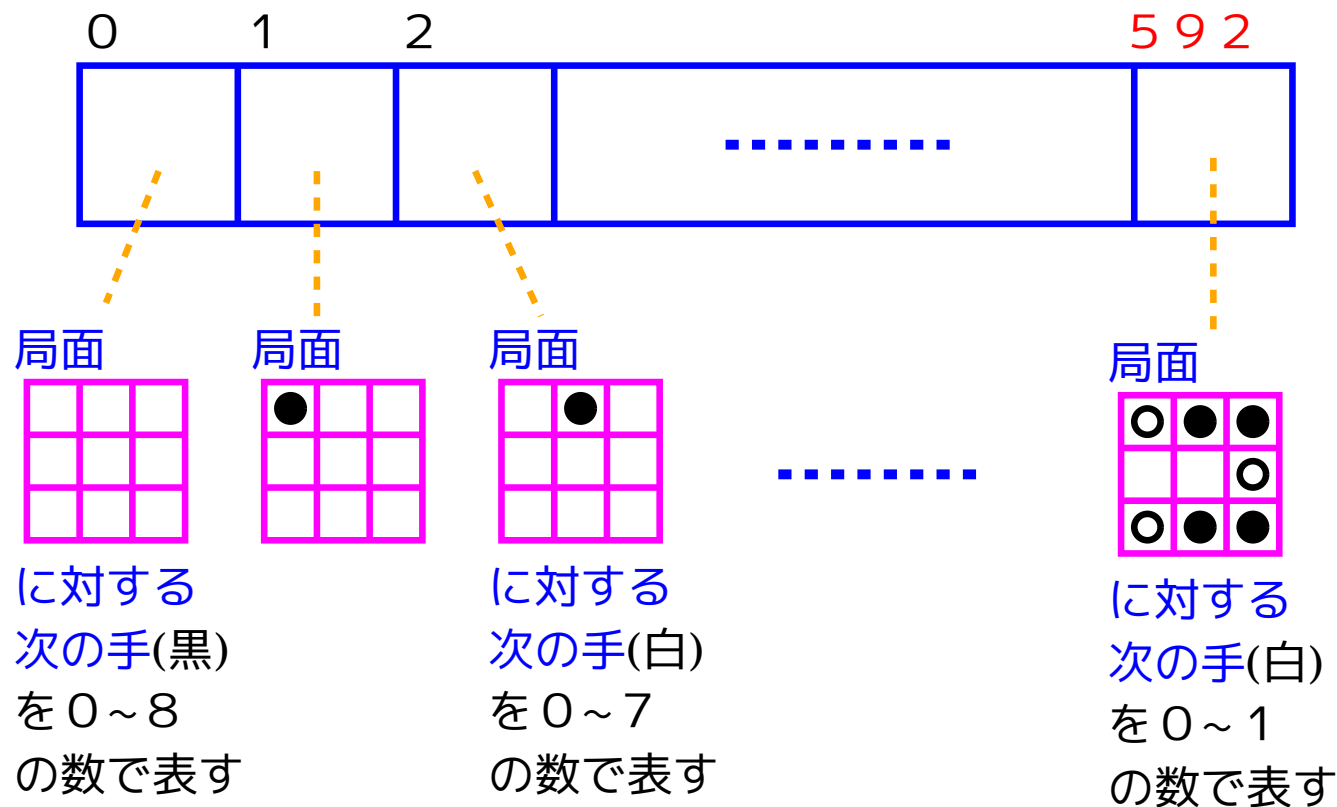 0 1 2 ５９２
局面 局面 局面 局面
に対する
次の手(黒)
を０~８
の数で表す
に対する
次の手(白)
を０~７
の数で表す
に対する
次の手(白)
を０~１
の数で表す